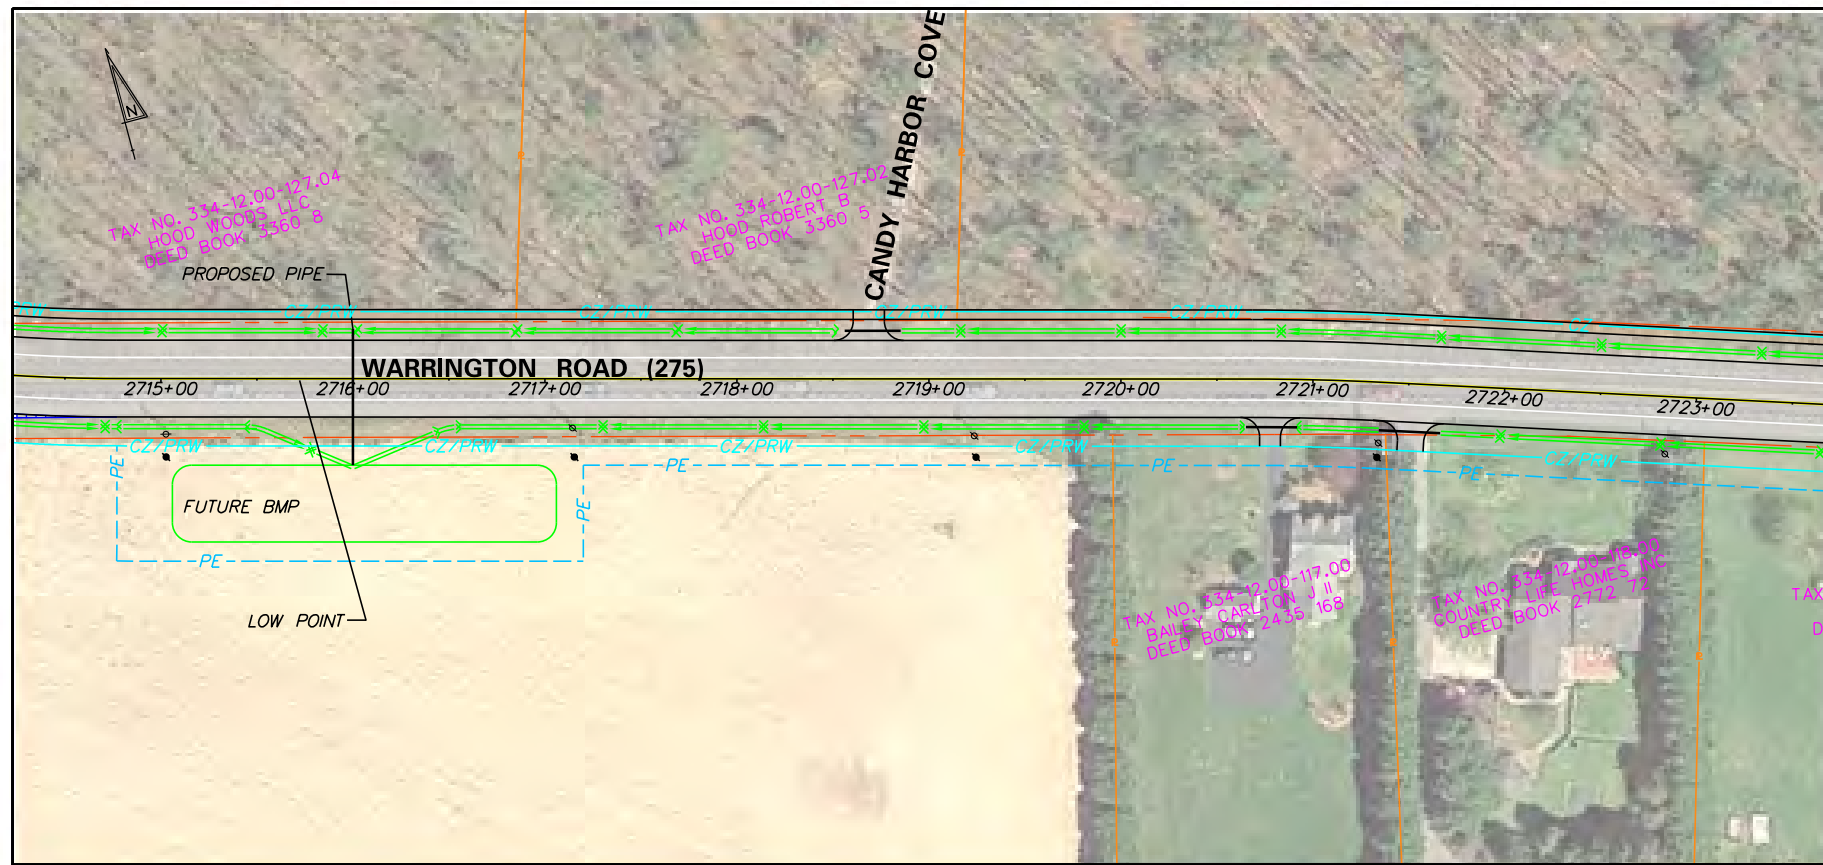 CANDY HARBOR COVE
N
TAX NO. 334-12.00-127.04
HOOD WOODS LLC
DEED BOOK 3360 8
TAX NO. 334-12.00-127.02
HOOD ROBERT B
DEED BOOK 3360 5
PROPOSED PIPE
PRW
CZ/PRW
CZ/PRW
CZ/PRW
CZ/PRW
CZ
WARRINGTON ROAD (275)
2715+00
2716+00
2717+00
2718+00
2719+00
2720+00
2721+00
2722+00
2723+00
CZ/PRW
CZ/PRW
CZ/PRW
CZ/PRW
CZ/PRW
PE
PE
PE
PE
FUTURE BMP
PE
PE
LOW POINT
TAX NO. 334-12.00-117.00
BAILEY CARLTON J II
DEED BOOK 2435 168
TAX NO. 334-12.00-118.00
COUNTRY LIFE HOMES INC
DEED BOOK 2772 72
TAX
D